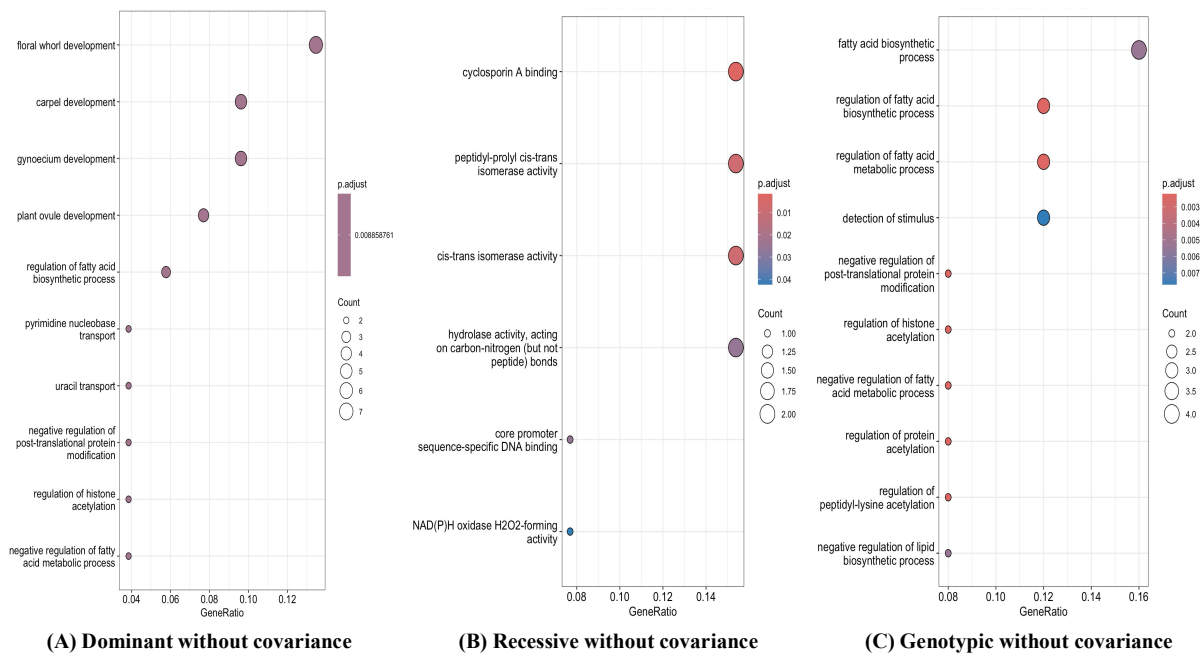 floral whorl development
carpel development
gynoecium development
plant ovule development
regulation of fatty acid
biosynthetic process
pyrimidine nucleobase
transport
uracil transport
negative regulation of
post-translational protein
modification
regulation of histone
acetylation
negative regulation of fatty
acid metabolic process
0.04 0.06 0.08 0.10 0.12
GeneRatio
p.adjust
0.008858761
Count
2
3
4
5
6
7
(A) Dominant without covariance
cyclosporin A binding
peptidyl-prolyl cis-trans
isomerase activity
cis-trans isomerase activity
hydrolase activity, acting
on carbon-nitrogen (but not
peptide) bonds
core promoter
sequence-specific DNA binding
NAD(P)H oxidase H2O2-forming
activity
0.08 0.10 0.12 0.14
GeneRatio
p.adjust
0.01
0.02
0.03
0.04
Count
1.00
1.25
1.50
1.75
2.00
(B) Recessive without covariance
fatty acid biosynthetic
process
regulation of fatty acid
biosynthetic process
regulation of fatty acid
metabolic process
detection of stimulus
negative regulation of
post-translational protein
modification
regulation of histone
acetylation
negative regulation of fatty
acid metabolic process
regulation of protein
acetylation
regulation of
peptidyl-lysine acetylation
negative regulation of lipid
biosynthetic process
0.08 0.10 0.12 0.14 0.16
GeneRatio
p.adjust
0.003
0.004
0.005
0.006
0.007
Count
2.0
2.5
3.0
3.5
4.0
(C) Genotypic without covariance